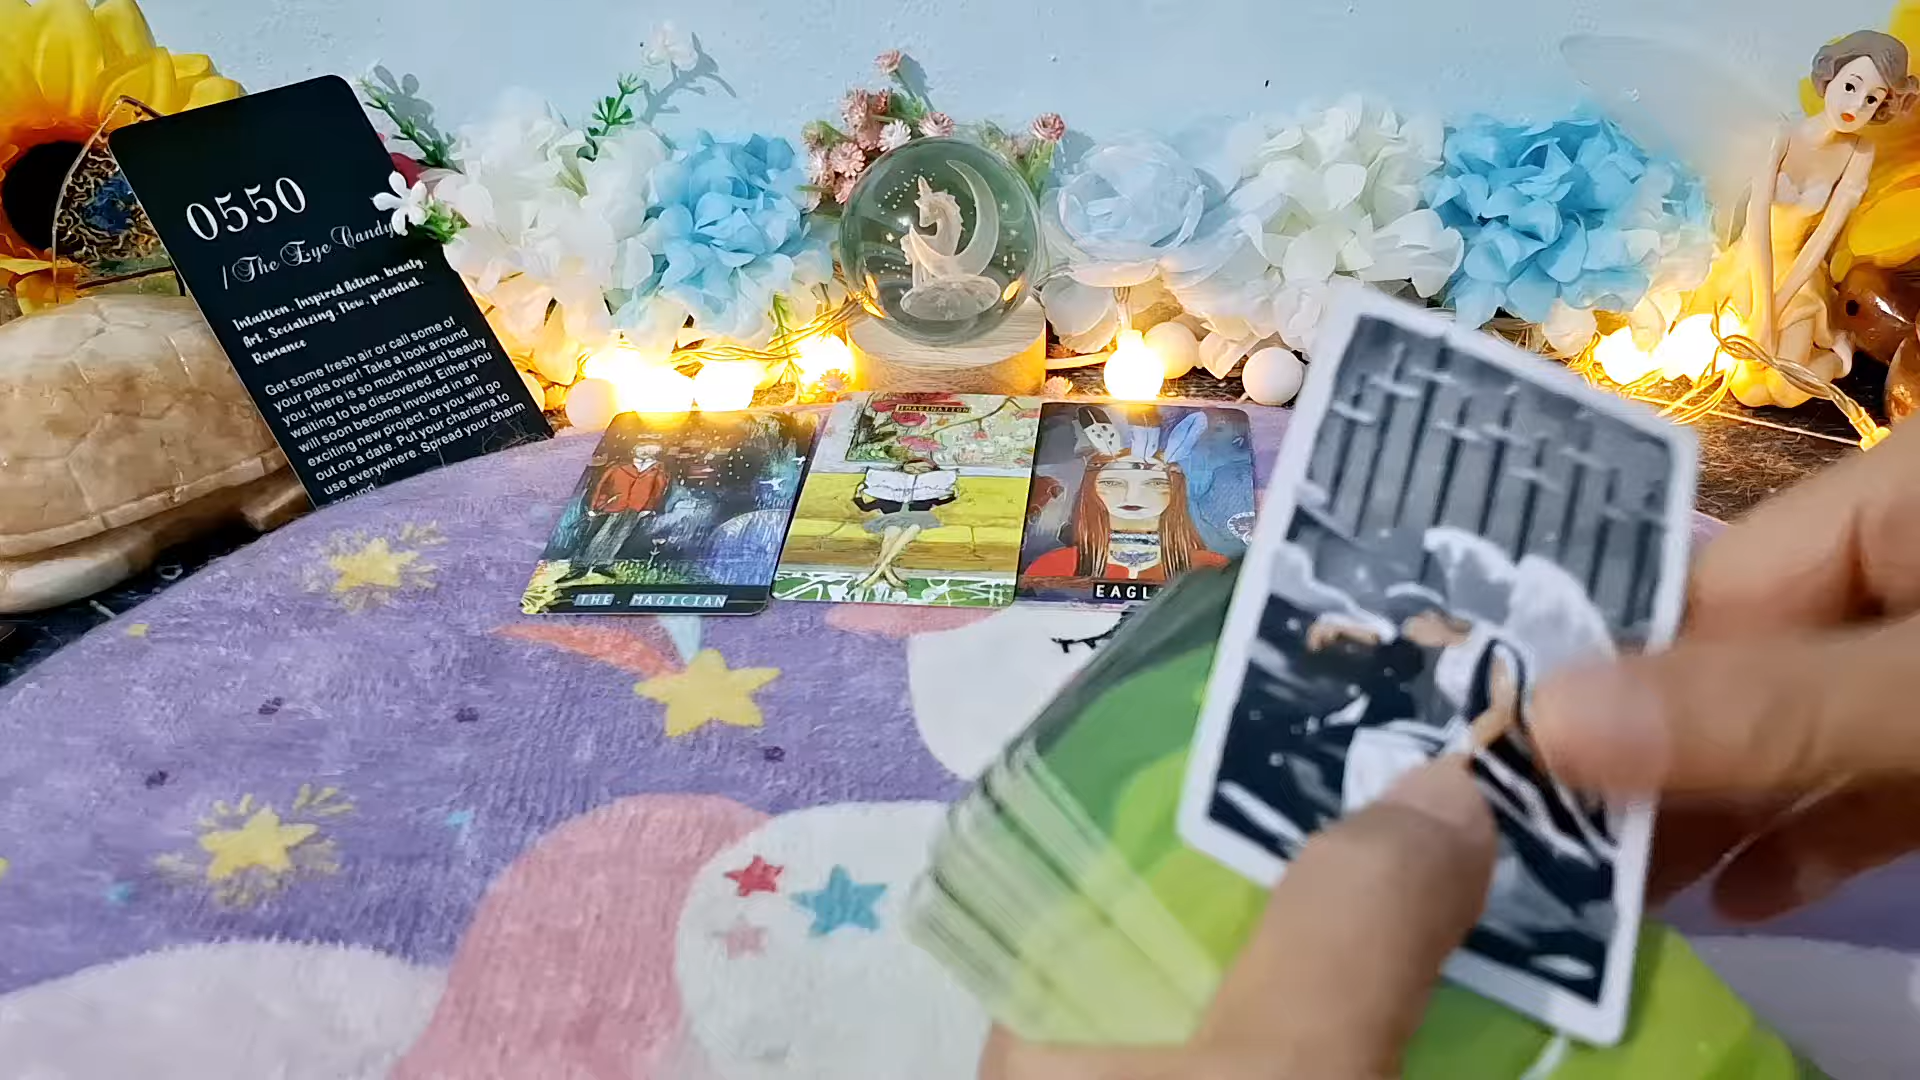 0550
/ The Eye Candy
Intuition. Inspired Action. beauty.
Art. Socializing. Flow. potential.
Romance
Get some fresh air or call some of
your pals over! Take a look around
you: there is so much natural beauty
waiting to be discovered. Either you
will soon become involved in an
exciting new project, or you will go
out on a date. Put your charisma to
use everywhere. Spread your charm
around.
IMAGINATION
THE. MAGICIAN
EAGL